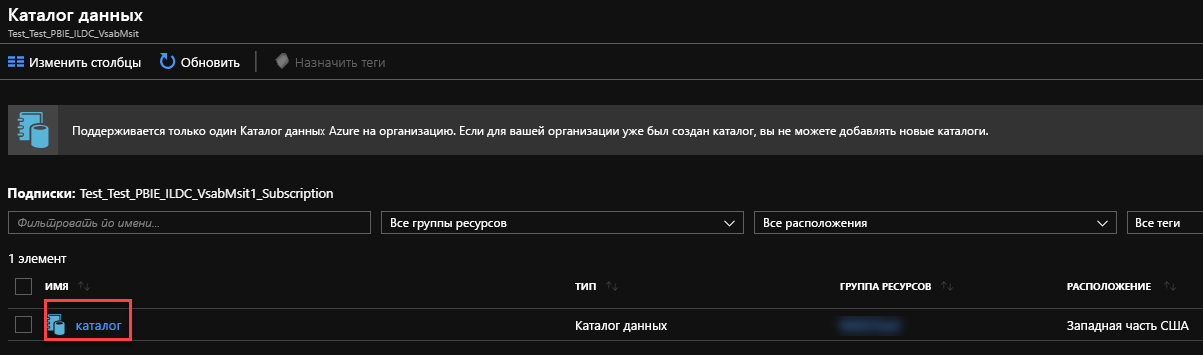 Каталог данных
Test_Test_PBIE_ILDC_VsabMsit
Изменить столбцы Обновить Назначить теги
Поддерживается только один Каталог данных Azure на организацию. Если для вашей организации уже был создан каталог, вы не можете добавлять новые каталоги.
Подписки: Test_Test_PBIE_ILDC_VsabMsit1_Subscription
Фильтровать по имени... Все группы ресурсов Все расположения Все теги
1 элемент
ИМЯ ТИП ГРУППА РЕСУРСОВ РАСПОЛОЖЕНИЕ
каталог Каталог данных Западная часть США